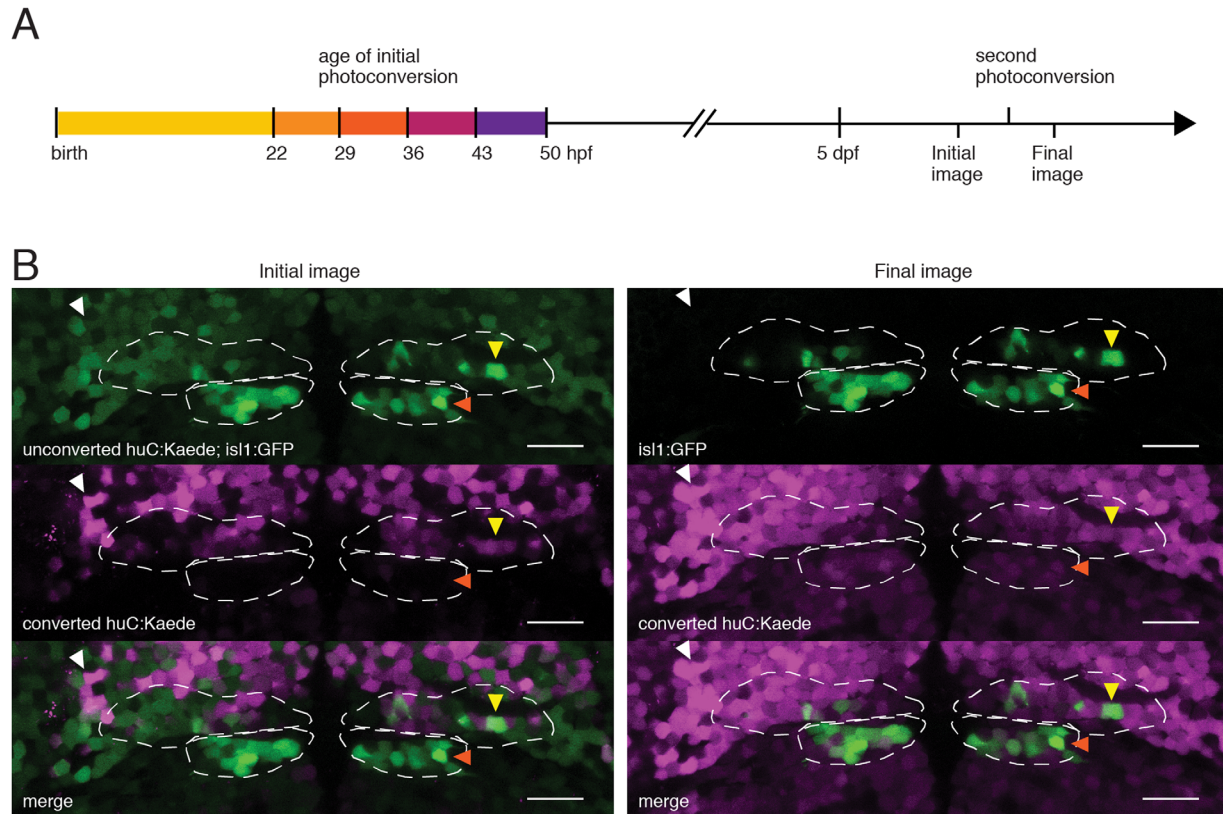 A
age of initial
photoconversion
second
photoconversion
birth 22 29 36 43 50 hpf 5 dpf Initial
image Final
image
B
Initial image
Final image
unconverted huC:Kaede; isl1:GFP
isl1:GFP
converted huC:Kaede
converted huC:Kaede
merge
merge